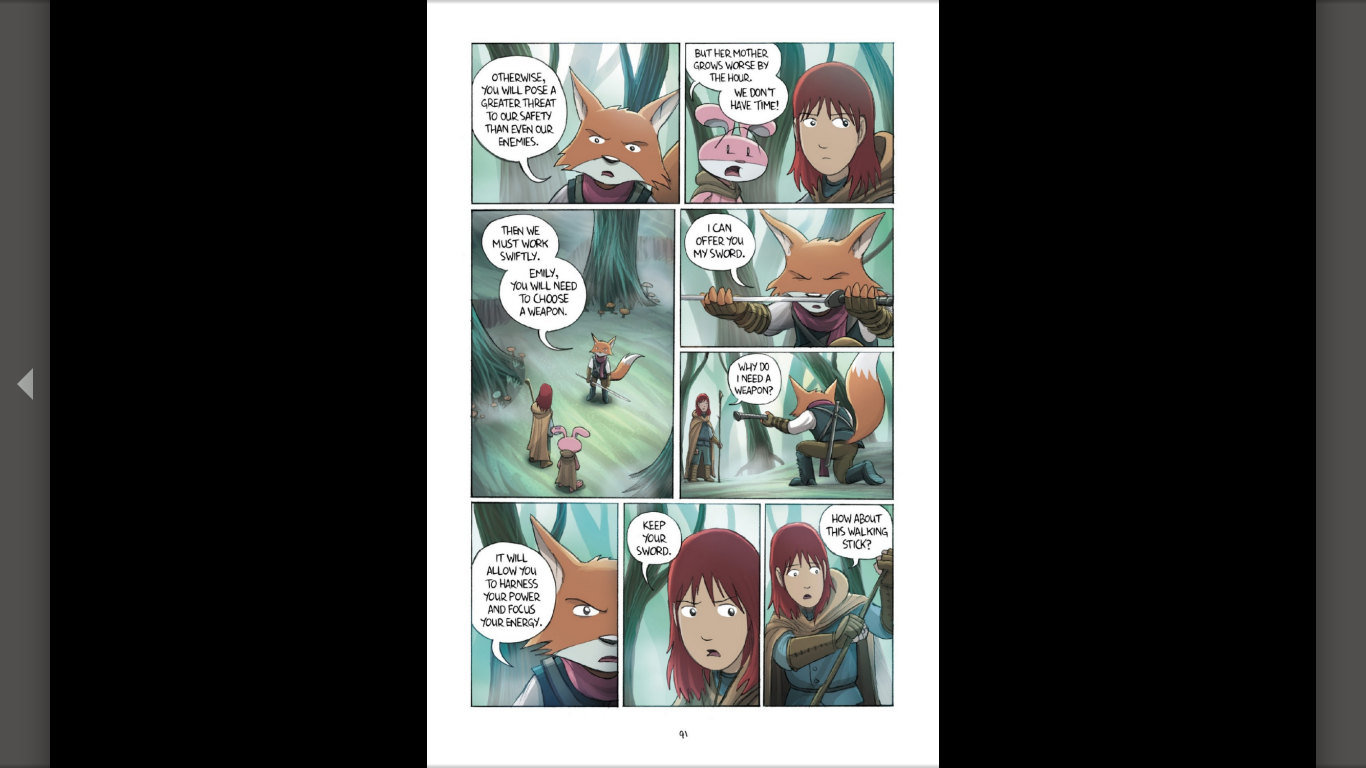 OTHERWISE,
YOU WILL POSE A
GREATER THREAT
TO OUR SAFETY
THAN EVEN OUR
ENEMIES.
BUT HER MOTHER
GROWS WORSE BY
THE HOUR.
WE DON'T
HAVE TIME!
THEN WE
MUST WORK
SWIFTLY.
EMILY,
YOU WILL NEED
TO CHOOSE
A WEAPON.
I CAN
OFFER YOU
MY SWORD.
WHY DO
I NEED A
WEAPON?
IT WILL
ALLOW YOU
TO HARNESS
YOUR POWER
AND FOCUS
YOUR ENERGY.
KEEP
YOUR
SWORD.
HOW ABOUT
THIS WALKING
STICK?
91